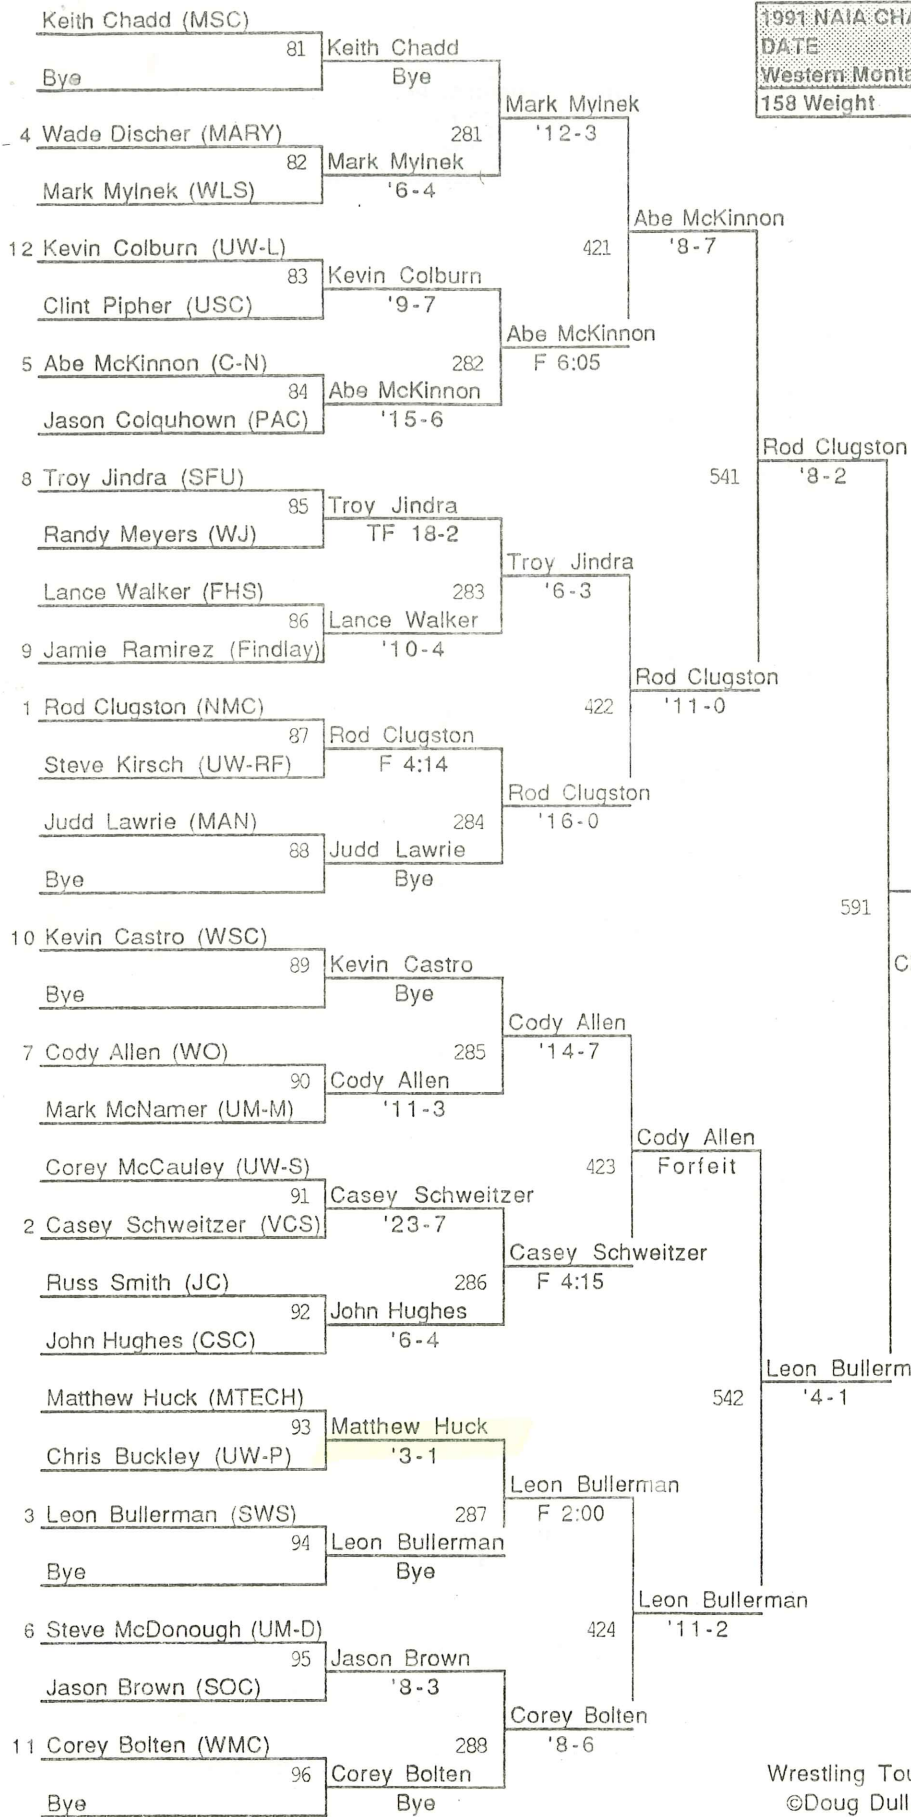 Keith Chadd (MSC)
81
Bye
Keith Chadd
Bye
1991 NAIA CHA
DATE
Western Monta
158 Weight
4 Wade Discher (MARY)
82
Mark Mylnek (WLS)
Mark Mylnek
'6-4
281
Mark Mylnek
'12-3
12 Kevin Colburn (UW-L)
83
Clint Pipher (USC)
Kevin Colburn
'9-7
5 Abe McKinnon (C-N)
84
Jason Colquhown (PAC)
Abe McKinnon
'15-6
282
Abe McKinnon
F 6:05
421
Abe McKinnon
'8-7
8 Troy Jindra (SFU)
85
Randy Meyers (WJ)
Troy Jindra
TF 18-2
Lance Walker (FHS)
86
9 Jamie Ramirez (Findlay)
Lance Walker
'10-4
283
Troy Jindra
'6-3
1 Rod Clugston (NMC)
87
Steve Kirsch (UW-RF)
Rod Clugston
F 4:14
Judd Lawrie (MAN)
88
Bye
Judd Lawrie
Bye
284
Rod Clugston
'16-0
422
Rod Clugston
'11-0
541
Rod Clugston
'8-2
10 Kevin Castro (WSC)
89
Bye
Kevin Castro
Bye
7 Cody Allen (WO)
90
Mark McNamer (UM-M)
Cody Allen
'11-3
285
Cody Allen
'14-7
Corey McCauley (UW-S)
91
2 Casey Schweitzer (VCS)
Casey Schweitzer
'23-7
Russ Smith (JC)
92
John Hughes (CSC)
John Hughes
'6-4
286
Casey Schweitzer
F 4:15
423
Cody Allen
Forfeit
Matthew Huck (MTECH)
93
Chris Buckley (UW-P)
Matthew Huck
'3-1
3 Leon Bullerman (SWS)
94
Bye
Leon Bullerman
Bye
287
Leon Bullerman
F 2:00
6 Steve McDonough (UM-D)
95
Jason Brown (SOC)
Jason Brown
'8-3
11 Corey Bolten (WMC)
96
Bye
Corey Bolten
Bye
288
Corey Bolten
'8-6
424
Leon Bullerman
'11-2
542
Leon Bullerm
'4-1
591
C
Wrestling Tou
©Doug Dull